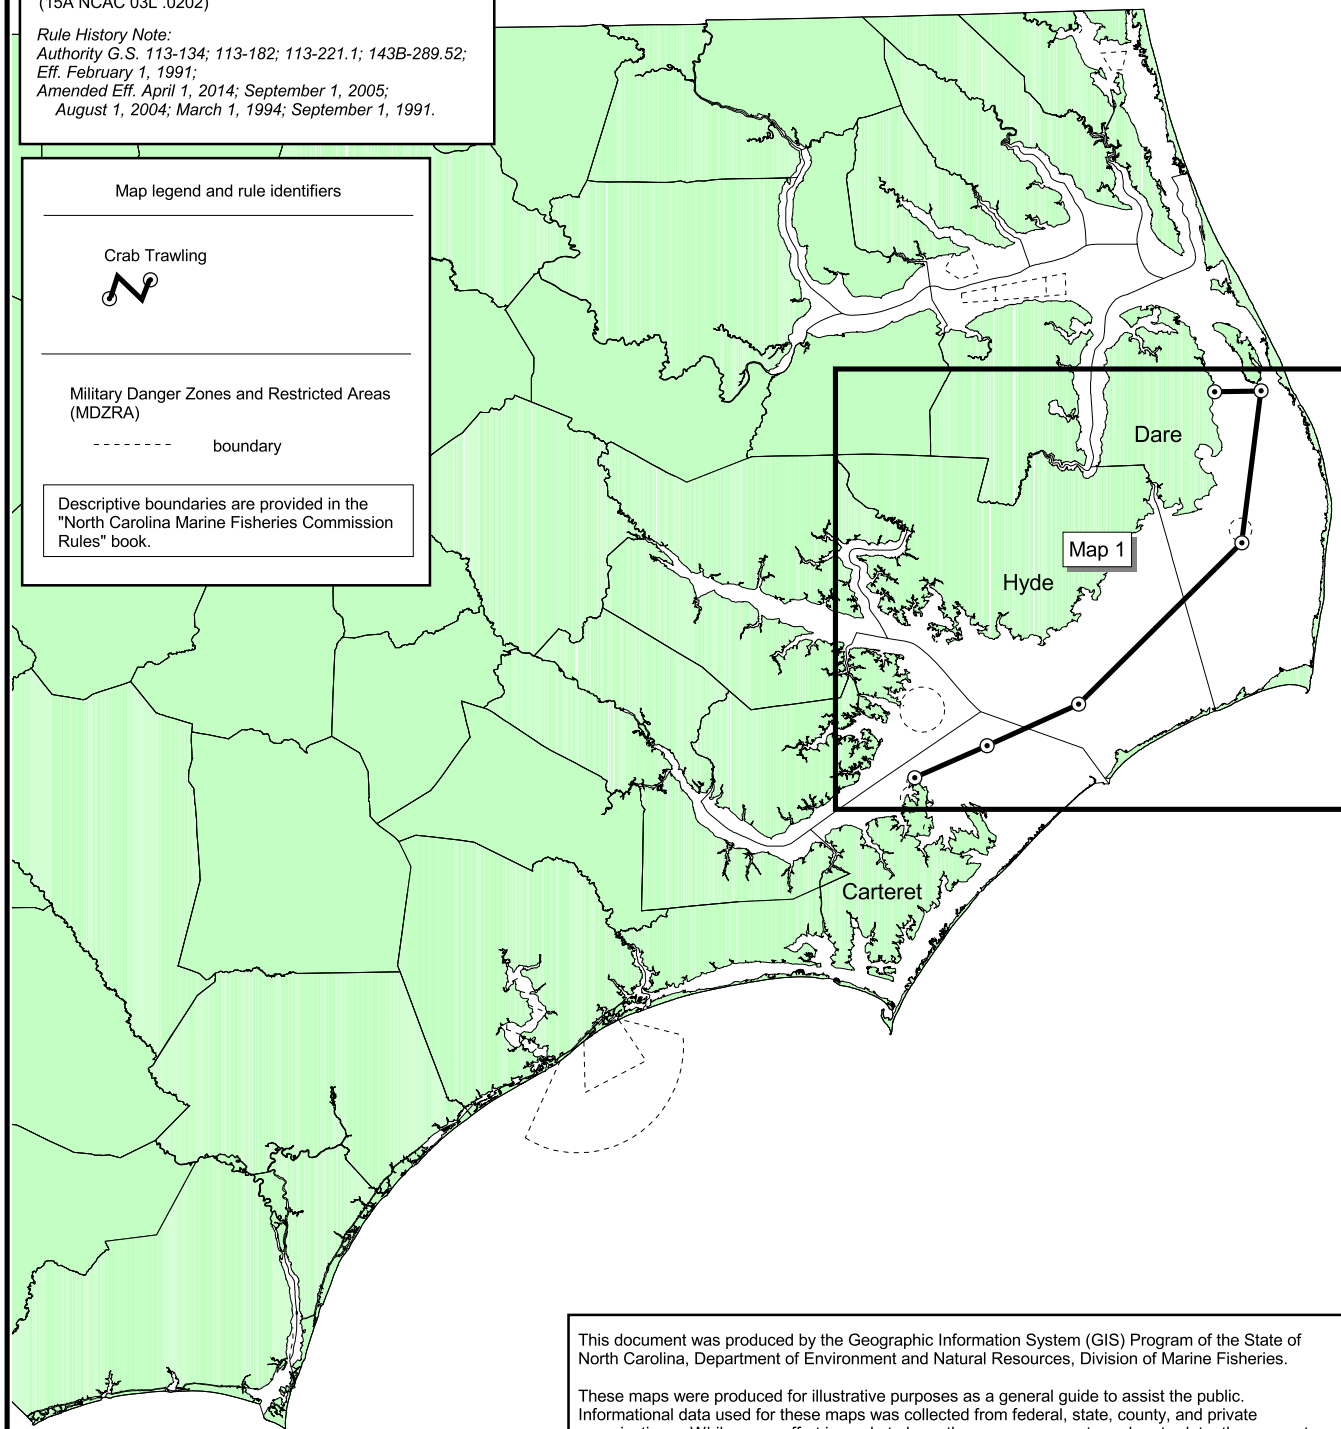 (15A NCAC 03L .0202)
Rule History Note:
Authority G.S. 113-134; 113-182; 113-221.1; 143B-289.52;
Eff. February 1, 1991;
Amended Eff. April 1, 2014; September 1, 2005;
August 1, 2004; March 1, 1994; September 1, 1991.
Map legend and rule identifiers
Crab Trawling
Military Danger Zones and Restricted Areas
(MDZRA)
boundary
Descriptive boundaries are provided in the
"North Carolina Marine Fisheries Commission
Rules" book.
Dare
Map 1
Hyde
Carteret
This document was produced by the Geographic Information System (GIS) Program of the State of
North Carolina, Department of Environment and Natural Resources, Division of Marine Fisheries.
These maps were produced for illustrative purposes as a general guide to assist the public.
Informational data used for these maps was collected from federal, state, county, and private